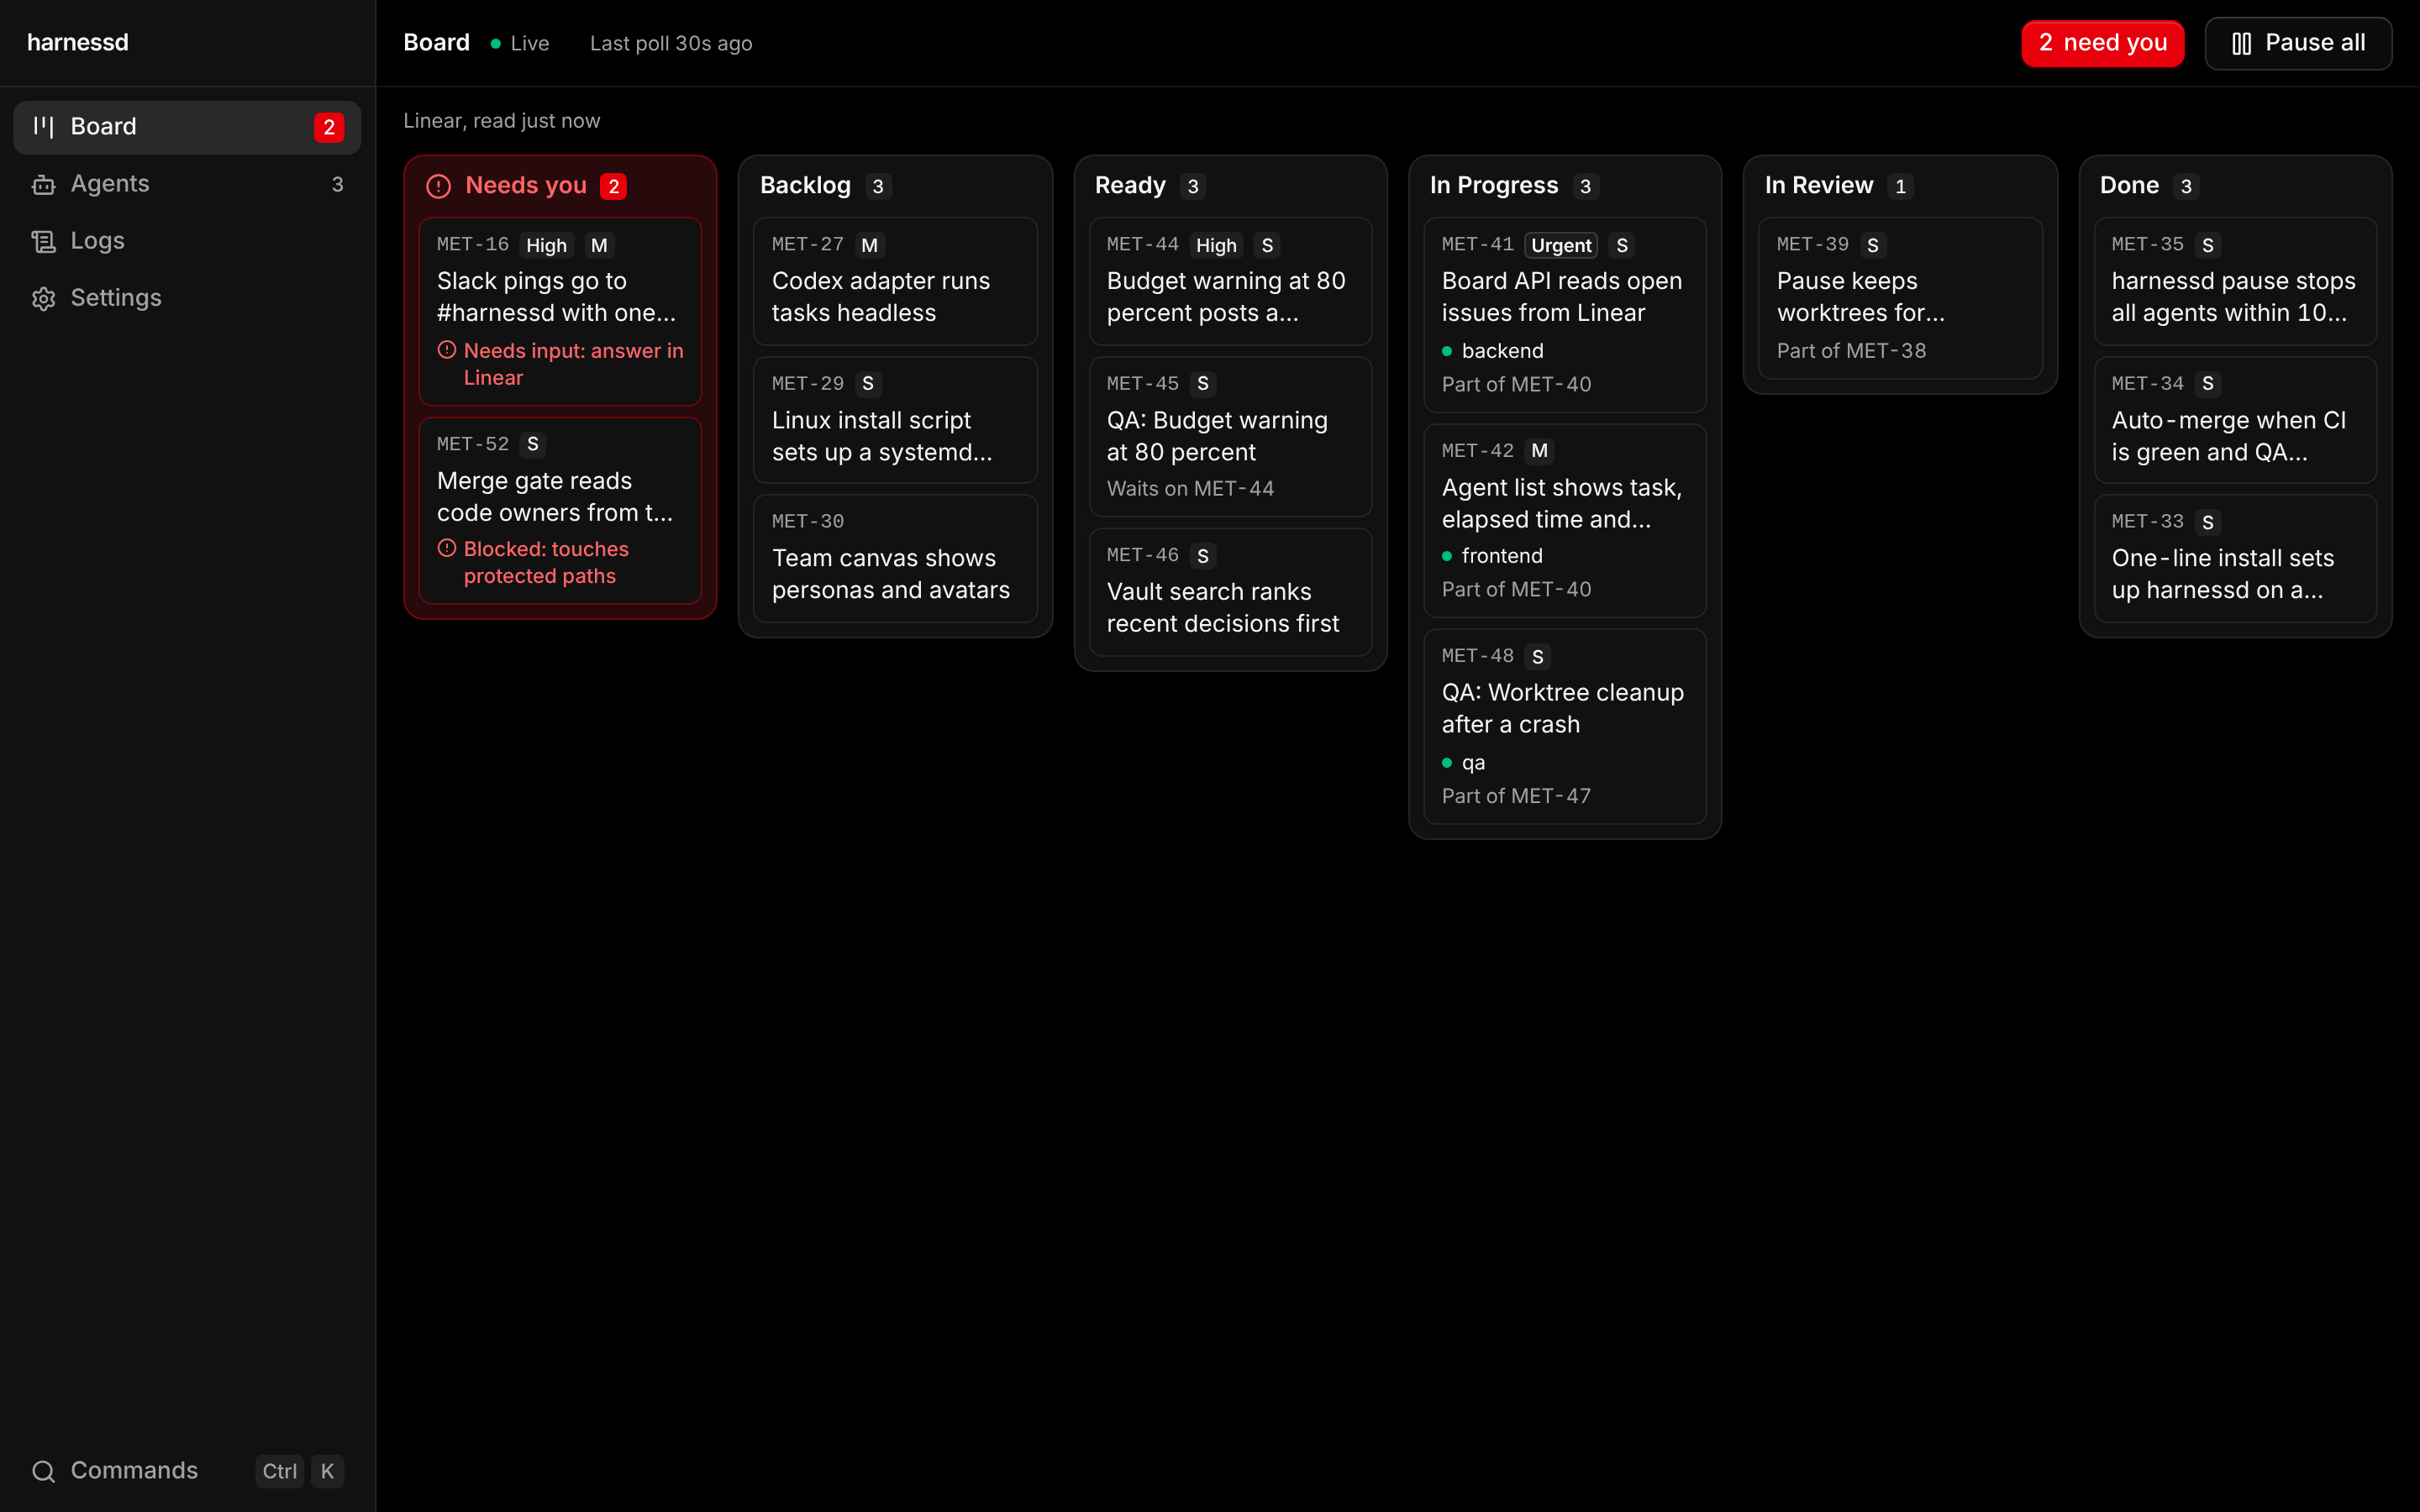 harnessd
Board 2
Agents 3
Logs
Settings
Commands Ctrl K
Board Live Last poll 30s ago
2 need you
Pause all
Linear, read just now
Needs you 2
MET-16 High M
Slack pings go to
#harnessd with one...
Needs input: answer in
Linear
MET-52 S
Merge gate reads
code owners from t...
Blocked: touches
protected paths
Backlog 3
MET-27 M
Codex adapter runs
tasks headless
MET-29 S
Linux install script
sets up a systemd...
MET-30
Team canvas shows
personas and avatars
Ready 3
MET-44 High S
Budget warning at 80
percent posts a...
MET-45 S
QA: Budget warning
at 80 percent
Waits on MET-44
MET-46 S
Vault search ranks
recent decisions first
In Progress 3
MET-41 Urgent S
Board API reads open
issues from Linear
backend
Part of MET-40
MET-42 M
Agent list shows task,
elapsed time and...
frontend
Part of MET-40
MET-48 S
QA: Worktree cleanup
after a crash
qa
Part of MET-47
In Review 1
MET-39 S
Pause keeps
worktrees for...
Part of MET-38
Done 3
MET-35 S
harnessd pause stops
all agents within 10...
MET-34 S
Auto-merge when CI
is green and QA...
MET-33 S
One-line install sets
up harnessd on a...